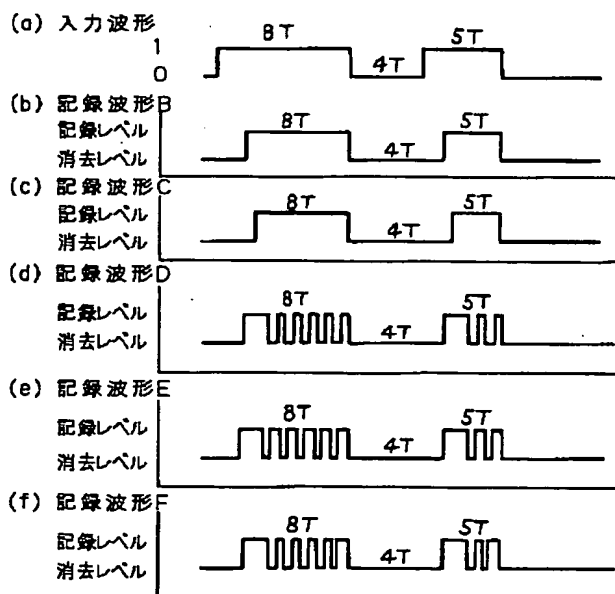 (a) 入力波形
8T
5T
1
4T
0
(b) 記録波形B
8T
5T
記録レベル
4T
消去レベル
(c) 記録波形C
8T
5T
記録レベル
4T
消去レベル
(d) 記録波形D
8T
5T
記録レベル
4T
消去レベル
(e) 記録波形E
8T
5T
記録レベル
4T
消去レベル
(f) 記録波形F
8T
5T
記録レベル
4T
消去レベル